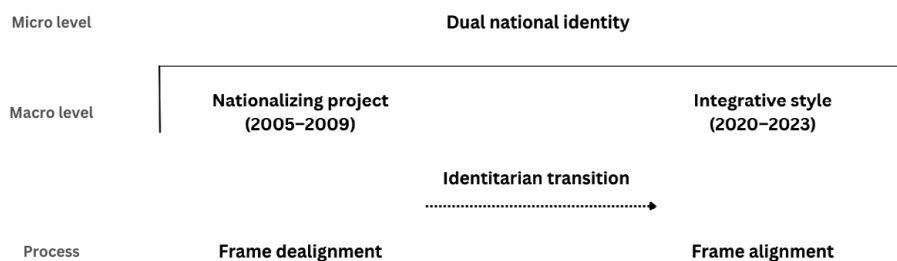 Micro level
Dual national identity
Macro level
Nationalizing project
(2005–2009)
Integrative style
(2020–2023)
Identitarian transition
Process
Frame dealignment
Frame alignment